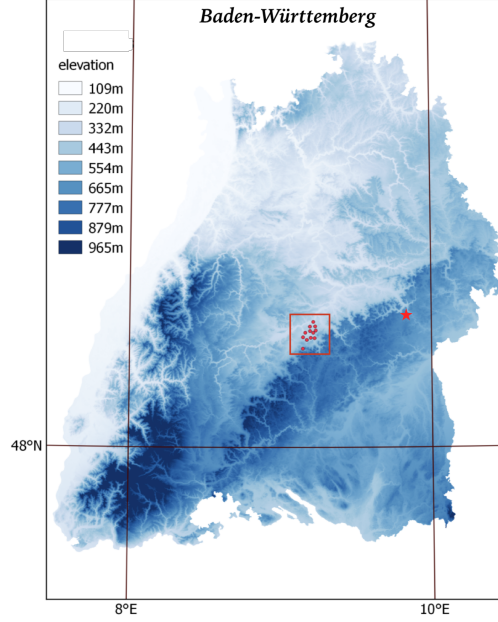 Baden-Württemberg
elevation
109m
220m
332m
443m
554m
665m
777m
879m
965m
48°N
8°E
10°E